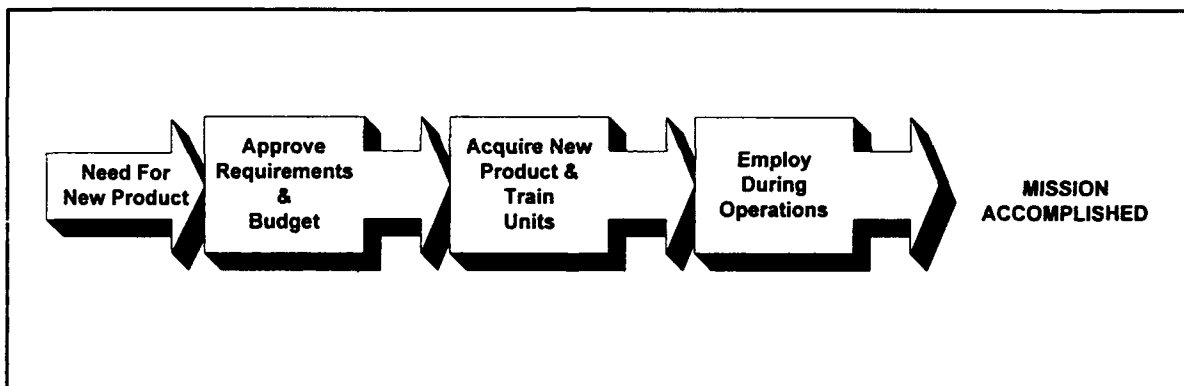 Need For
New Product
Approve
Requirements
&
Budget
Acquire New
Product &
Train
Units
Employ
During
Operations
MISSION
ACCOMPLISHED